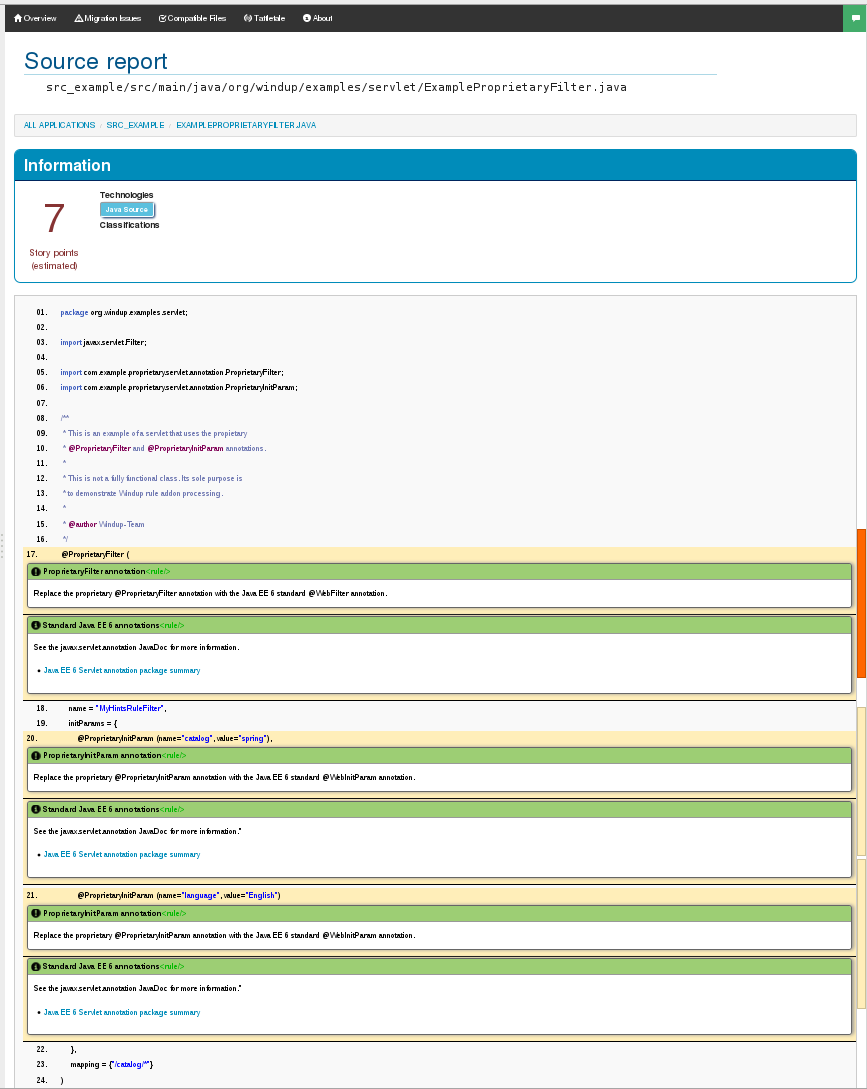 Overview Migration Issues Compatible Files Tattletale About
Source report
src_example/src/main/java/org/windup/examples/servlet/ExampleProprietaryFilter.java
ALL APPLICATIONS / SRC_EXAMPLE / EXAMPLEPROPRIETARYFILTER.JAVA
Information
7
Story points
(estimated)
Technologies
Java Source
Classifications
01. package org.windup.examples.servlet;
02.
03. import javax.servlet.Filter;
04.
05. import com.example.proprietary.servlet.annotation.ProprietaryFilter;
06. import com.example.proprietary.servlet.annotation.ProprietaryInitParam;
07.
08. /**
09. * This is an example of a servlet that uses the propietary
10. * @ProprietaryFilter and @ProprietaryInitParam annotations.
11. *
12. * This is not a fully functional class. Its sole purpose is
13. * to demonstrate Windup rule addon processing.
14. *
15. * @author Windup-Team
16. */
17. @ProprietaryFilter (
ProprietaryFilter annotation<rule/>
Replace the proprietary @ProprietaryFilter annotation with the Java EE 6 standard @WebFilter annotation.
Standard Java EE 6 annotations<rule/>
See the javax.servlet.annotation JavaDoc for more information.
• Java EE 6 Servlet annotation package summary
18. name = "MyHintsRuleFilter",
19. initParams = {
20. @ProprietaryInitParam (name="catalog", value="spring"),
ProprietaryInitParam annotation<rule/>
Replace the proprietary @ProprietaryInitParam annotation with the Java EE 6 standard @WebInitParam annotation.
Standard Java EE 6 annotations<rule/>
See the javax.servlet.annotation JavaDoc for more information."
• Java EE 6 Servlet annotation package summary
21. @ProprietaryInitParam (name="language", value="English")
ProprietaryInitParam annotation<rule/>
Replace the proprietary @ProprietaryInitParam annotation with the Java EE 6 standard @WebInitParam annotation.
Standard Java EE 6 annotations<rule/>
See the javax.servlet.annotation JavaDoc for more information."
• Java EE 6 Servlet annotation package summary
22. },
23. mapping = {"/catalog/*"}
24. )